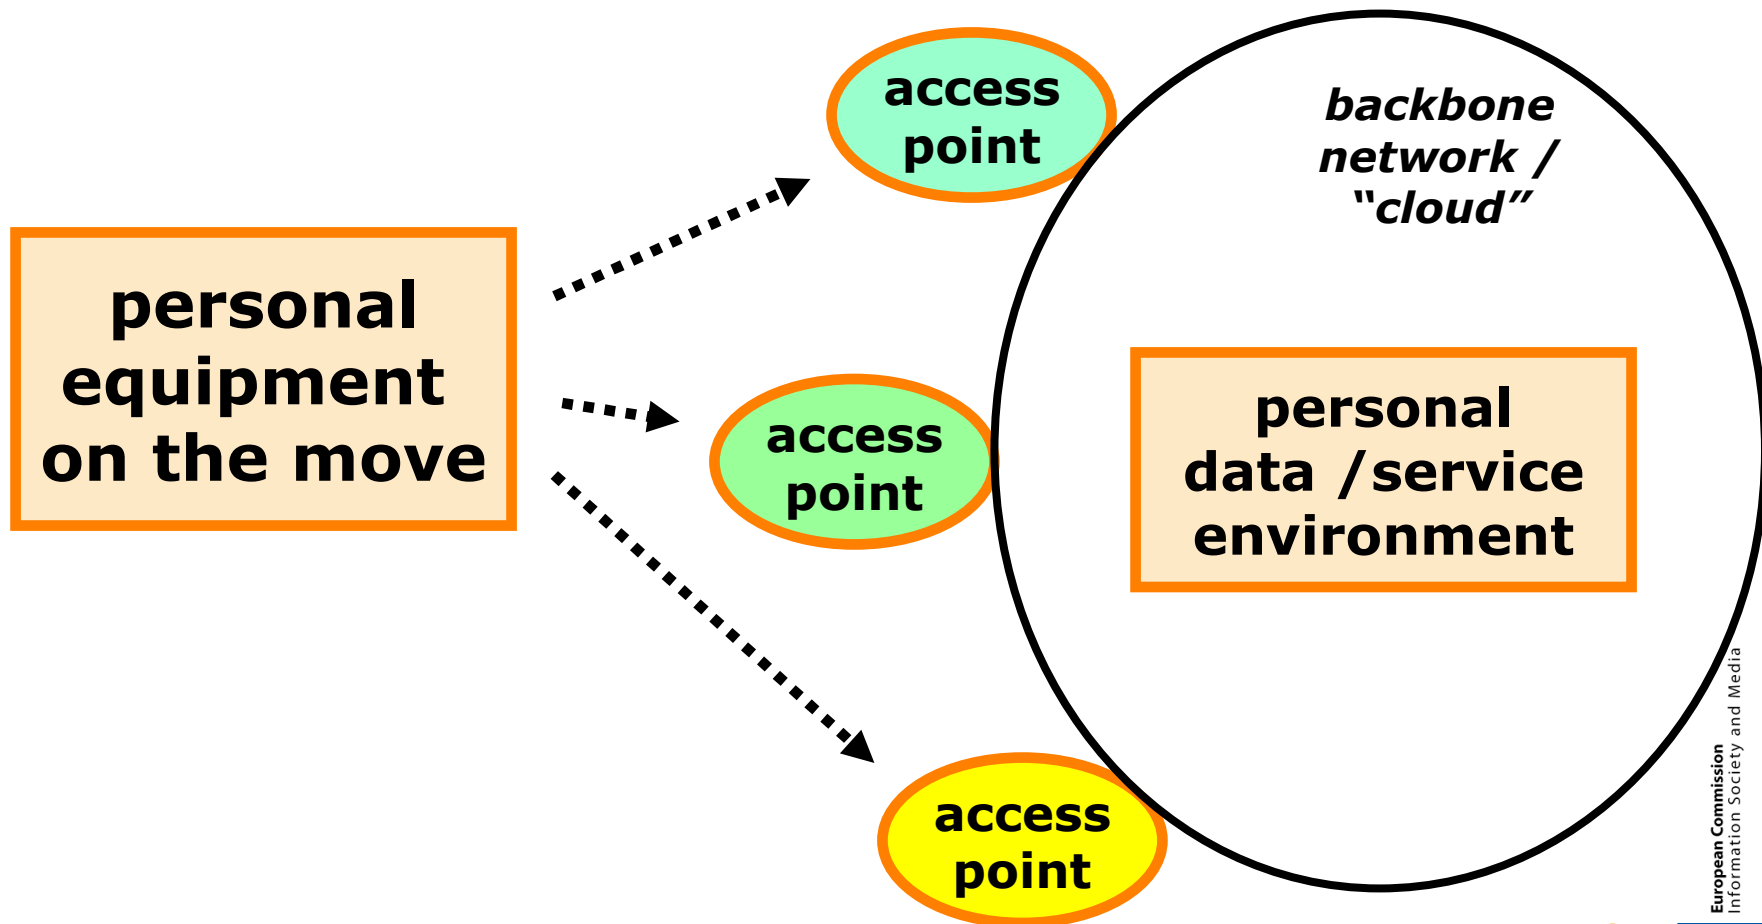 access
point
backbone
network /
“cloud”
personal
equipment
on the move
access
point
personal
data /service
environment
access
point
European Commission
Information Society and Media